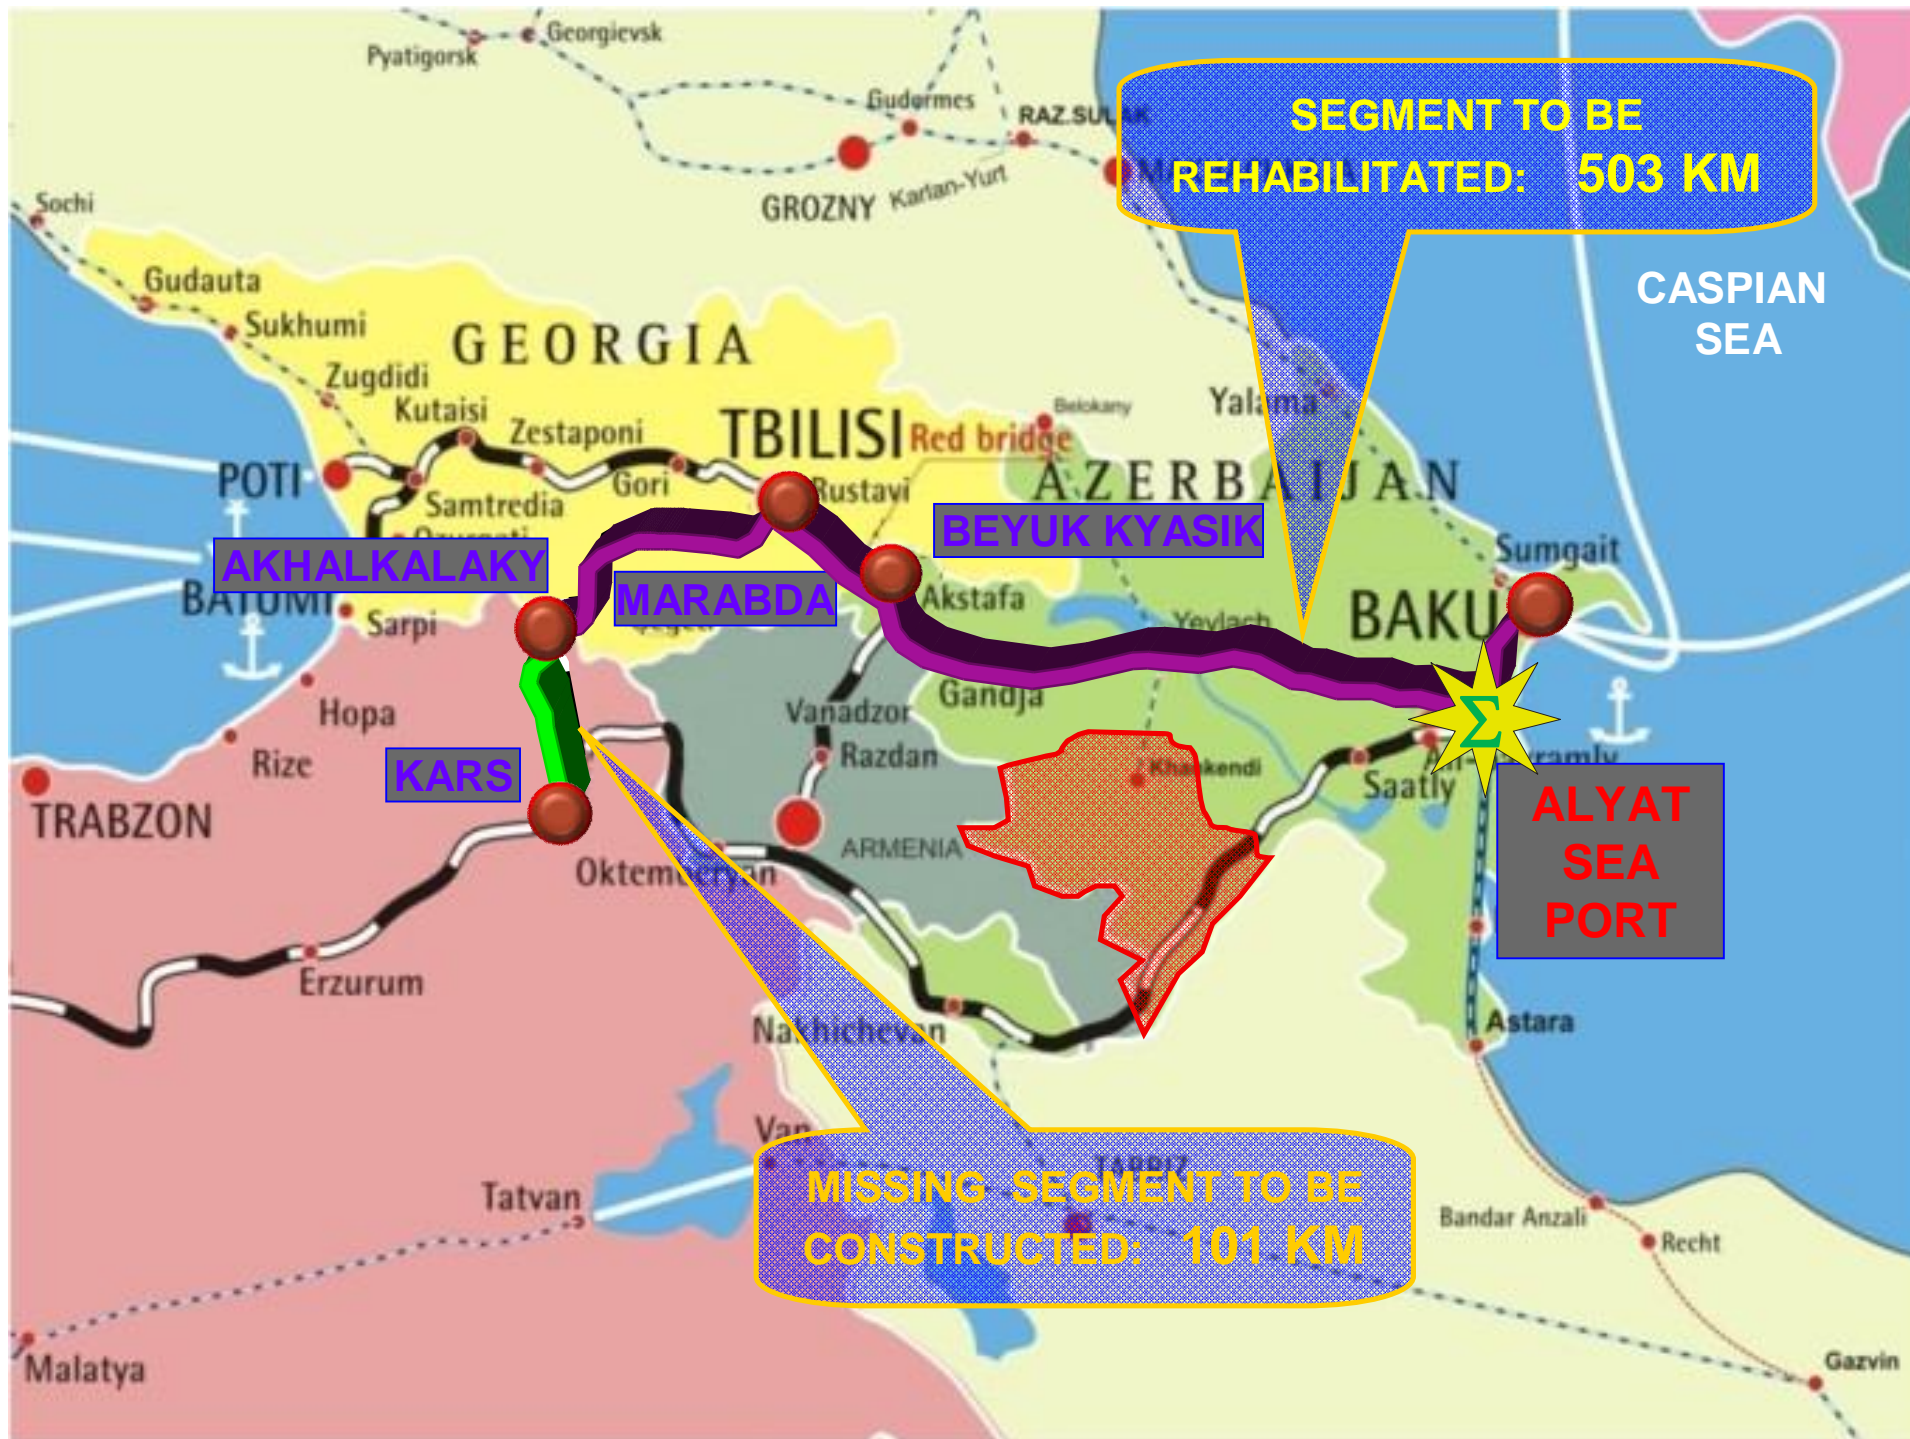 Georgievsk
Pyatigorsk
Gudermes
RAZ.SULAK
SEGMENT TO BE
REHABILITATED: 503 KM
GROZNY
Karlan-Yurt
Sochi
CASPIAN
SEA
Gudauta
Sukhumi
GEORGIA
Zugdidi
Kutaisi
Zestaponi
TBILISI
Red bridge
Belokany
Yalama
POTI
Samtredia
Gori
Rustavi
AZERBAIJAN
BEYUK KYASIK
Sumgait
AKHALKALAKY
MARABDA
BATUMI
Sarpi
Akstafa
Yevlach
BAKU
Hopa
Rize
Vanadzor
Razdan
Gandja
Khankendi
Saatly
Σ
KARS
TRABZON
Oktemberyan
ARMENIA
ALYAT
SEA
PORT
Erzurum
Nakhichevan
Astara
Van
TABRIZ
MISSING SEGMENT TO BE
CONSTRUCTED: 101 KM
Tatvan
Bandar Anzali
Recht
Malatya
Gazvin